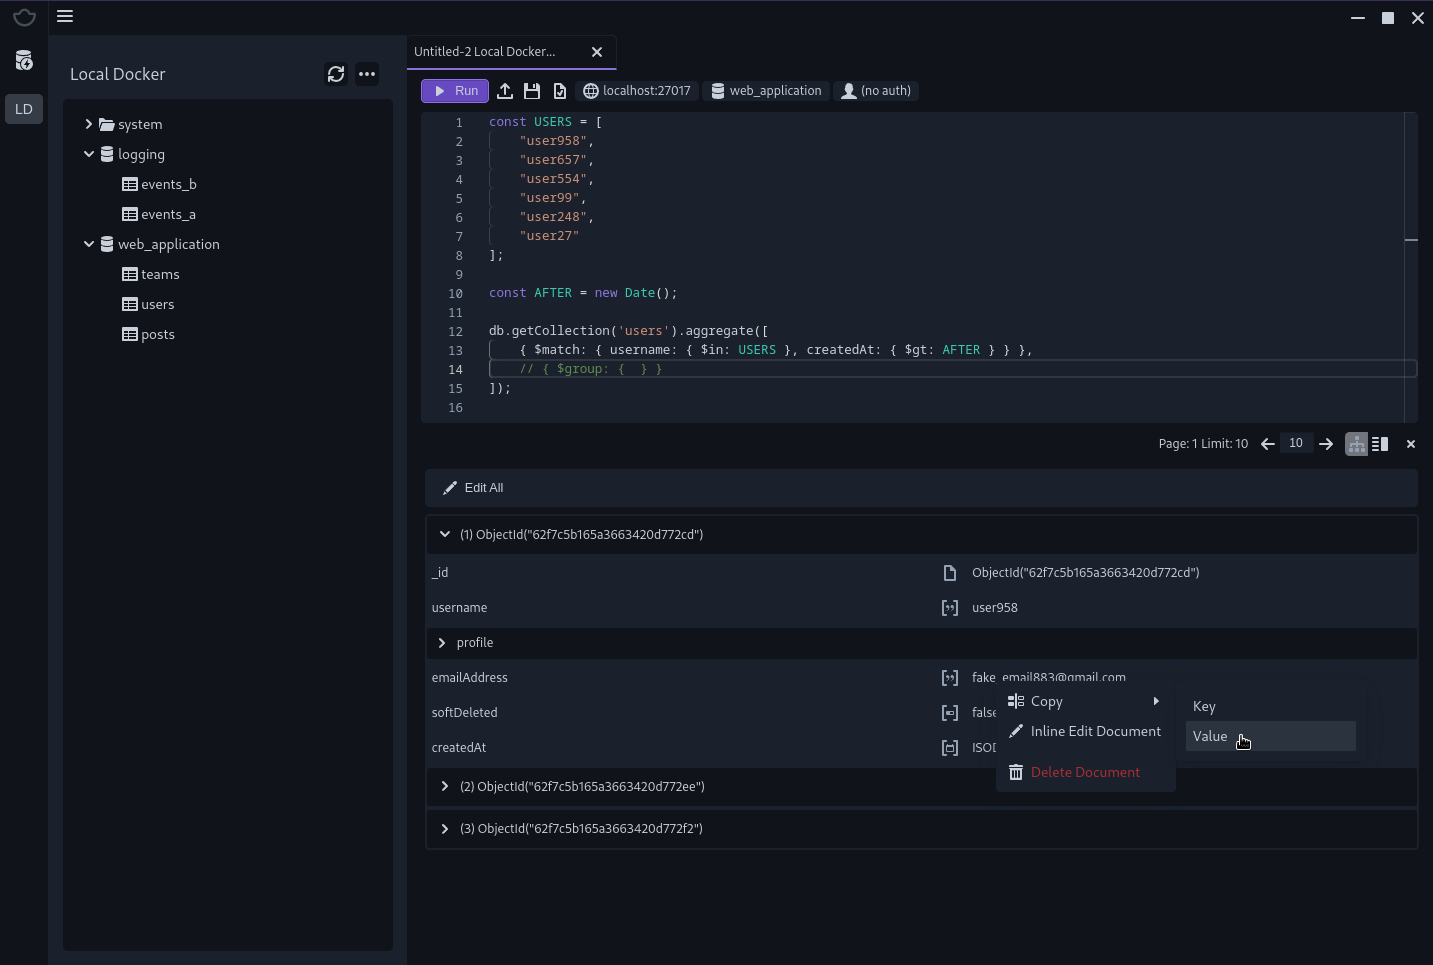 Untitled-2 Local Docker...
Local Docker
LD
system
logging
events_b
events_a
web_application
teams
users
posts
Run
localhost:27017
web_application
(no auth)
1 const USERS = [
2 "user958",
3 "user657",
4 "user554",
5 "user99",
6 "user248",
7 "user27"
8 ];
9
10 const AFTER = new Date();
11
12 db.getCollection('users').aggregate([
13 { $match: { username: { $in: USERS }, createdAt: { $gt: AFTER } } },
14 // { $group: {  } }
15 ]);
16
Page: 1 Limit: 10
10
Edit All
(1) ObjectId("62f7c5b165a3663420d772cd")
_id ObjectId("62f7c5b165a3663420d772cd")
username user958
profile
emailAddress fake_email883@gmail.com
softDeleted false
createdAt ISOD
Copy
Inline Edit Document
Delete Document
Key
Value
(2) ObjectId("62f7c5b165a3663420d772ee")
(3) ObjectId("62f7c5b165a3663420d772f2")